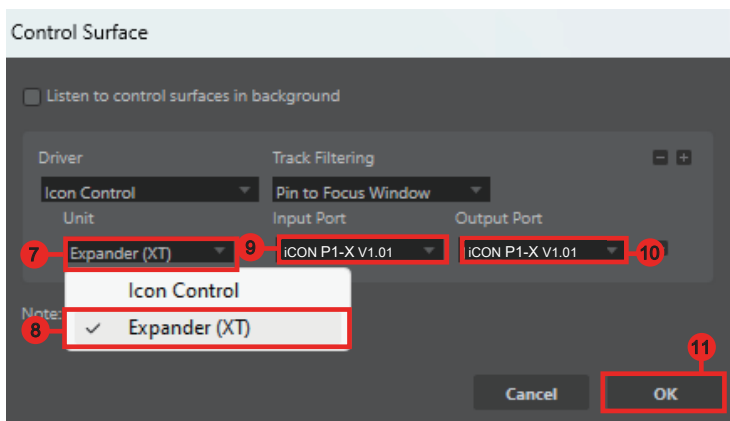 Control Surface
Listen to control surfaces in background
Driver Track Filtering
Icon Control Pin to Focus Window
Unit Input Port Output Port
7 Expander (XT) 9 iCON P1-X V1.01 iCON P1-X V1.01 10
Icon Control
Note:
8 ✓ Expander (XT)
11
Cancel OK